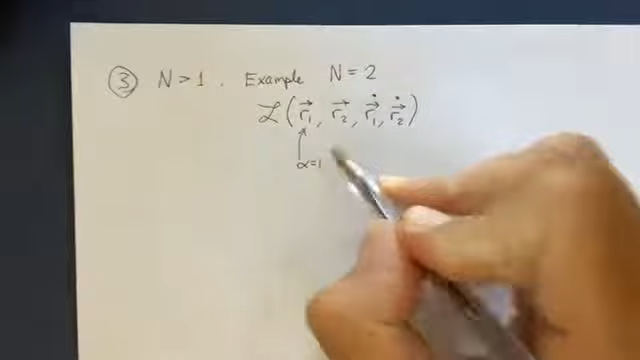 ③ N > 1 . Example N = 2
ℒ(r⃗₁, r⃗₂, ṙ⃗₁, ṙ⃗₂)
α=1